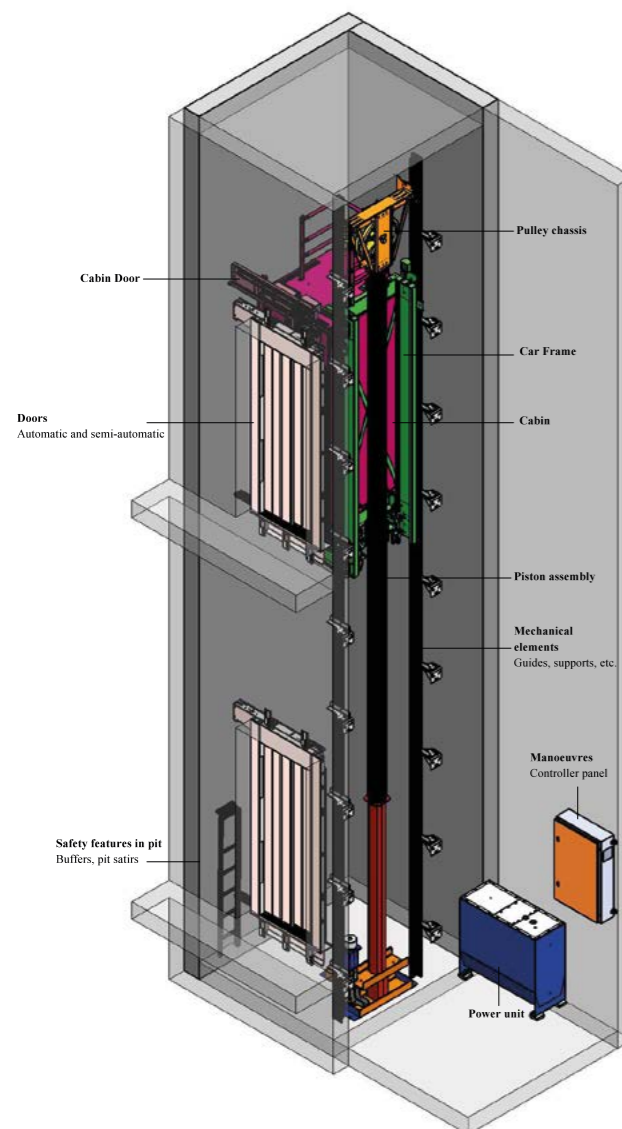 Pulley chassis
Cabin Door
Car Frame
Cabin
Doors
Automatic and semi-automatic
Piston assembly
Mechanical
elements
Guides, supports, etc.
Manoeuvres
Controller panel
Safety features in pit
Buffers, pit satirs
Power unit